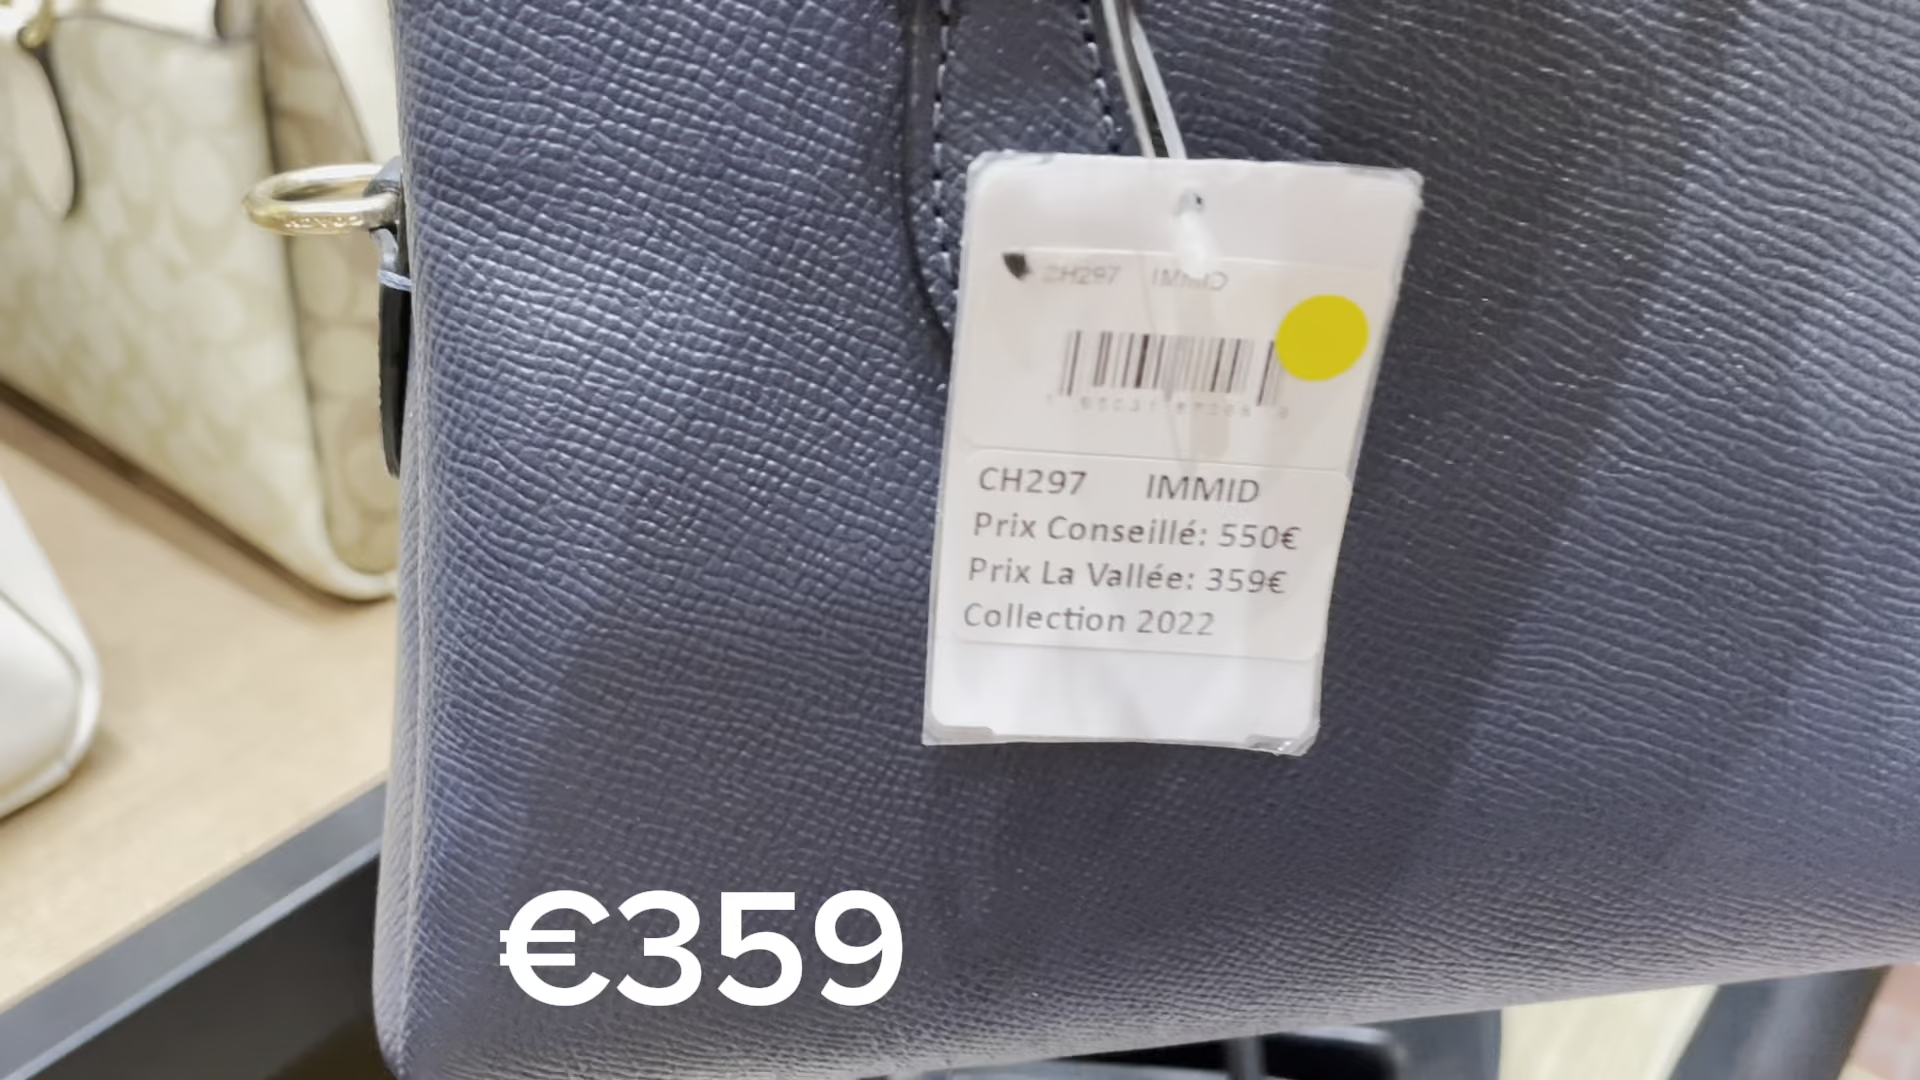 CH297 IMMID
CH297 IMMID
Prix Conseillé: 550€
Prix La Vallée: 359€
Collection 2022
€359